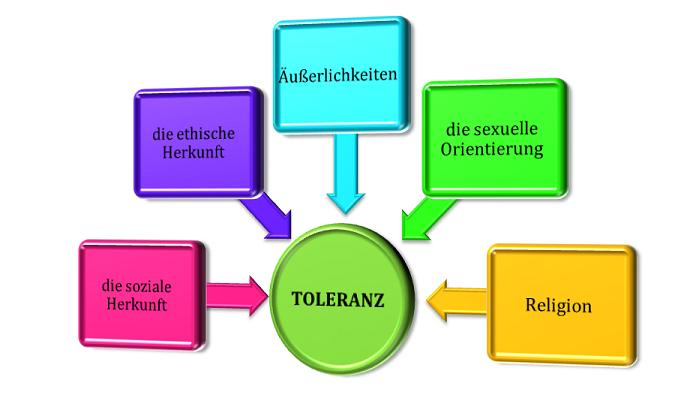 Äußerlichkeiten
die ethische
Herkunft
die sexuelle
Orientierung
die soziale
Herkunft
TOLERANZ
Religion